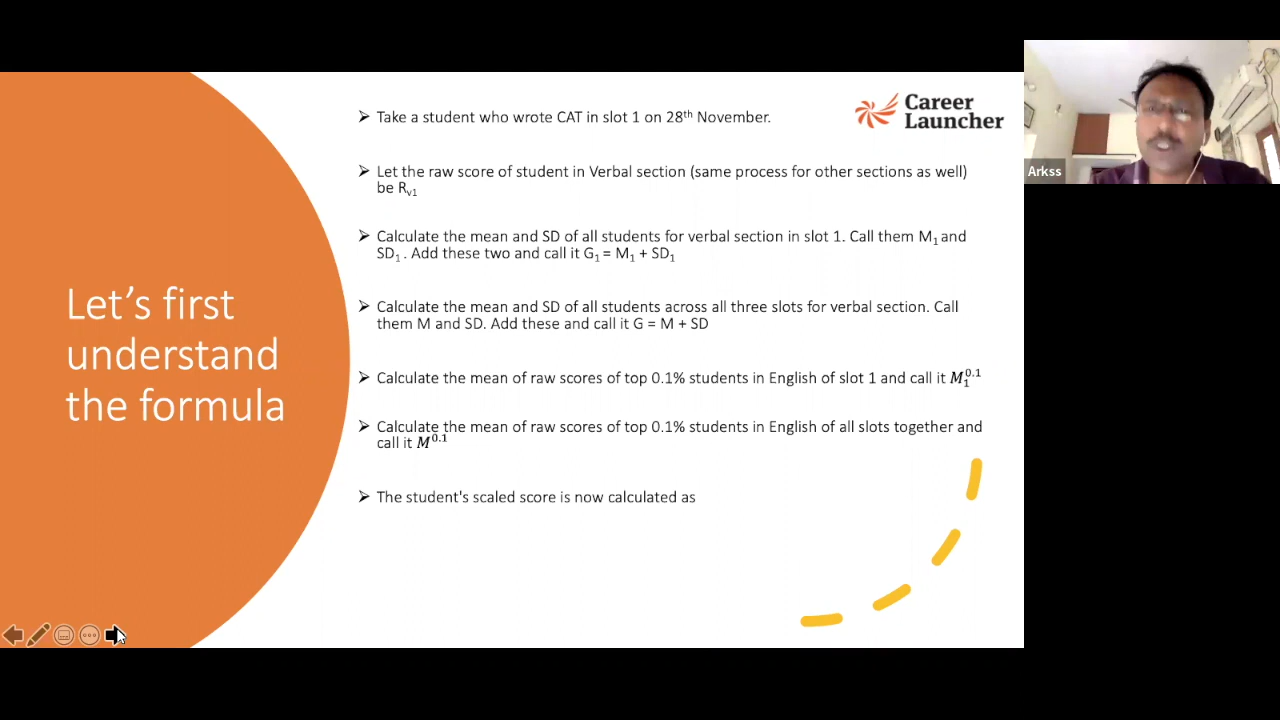 Let's first
understand
the formula
➢ Take a student who wrote CAT in slot 1 on 28th November.
➢ Let the raw score of student in Verbal section (same process for other sections as well)
be Rv1
➢ Calculate the mean and SD of all students for verbal section in slot 1. Call them M1 and
SD1 . Add these two and call it G1 = M1 + SD1
➢ Calculate the mean and SD of all students across all three slots for verbal section. Call
them M and SD. Add these and call it G = M + SD
➢ Calculate the mean of raw scores of top 0.1% students in English of slot 1 and call it M₁^0.1
➢ Calculate the mean of raw scores of top 0.1% students in English of all slots together and
call it M^0.1
➢ The student's scaled score is now calculated as
Career
Launcher
Arkss